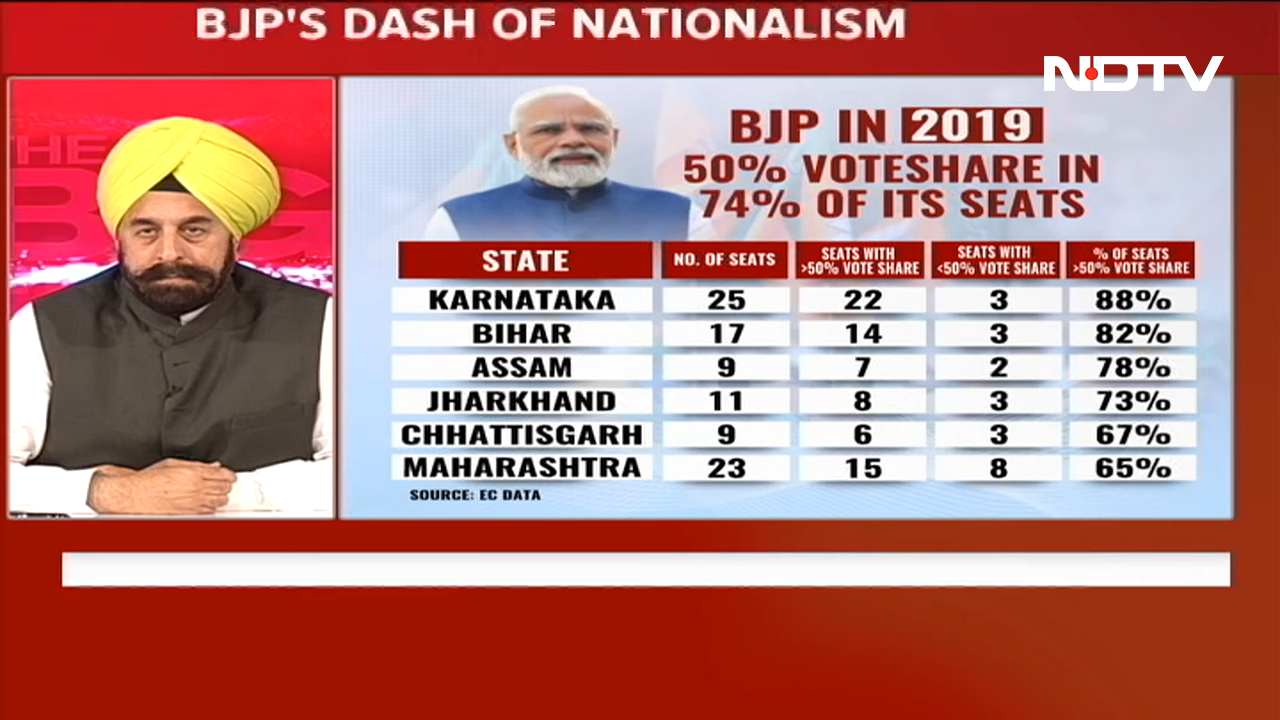 BJP'S DASH OF NATIONALISM
NDTV
THE
BIG
BJP IN 2019
50% VOTESHARE IN
74% OF ITS SEATS
STATE NO. OF SEATS SEATS WITH >50% VOTE SHARE SEATS WITH <50% VOTE SHARE % OF SEATS >50% VOTE SHARE
KARNATAKA 25 22 3 88%
BIHAR 17 14 3 82%
ASSAM 9 7 2 78%
JHARKHAND 11 8 3 73%
CHHATTISGARH 9 6 3 67%
MAHARASHTRA 23 15 8 65%
SOURCE: EC DATA